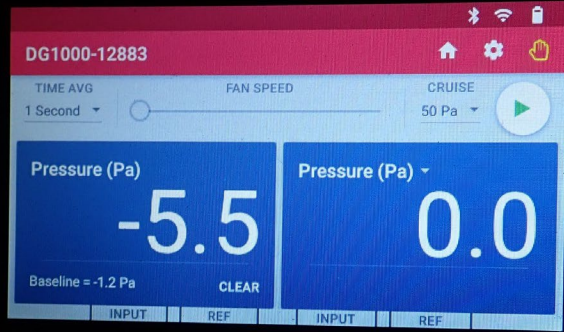 DG1000-12883
TIME AVG
FAN SPEED
CRUISE
1 Second
50 Pa
Pressure (Pa)
-5.5
Baseline = -1.2 Pa
CLEAR
Pressure (Pa)
0.0
INPUT
REF
INPUT
REF